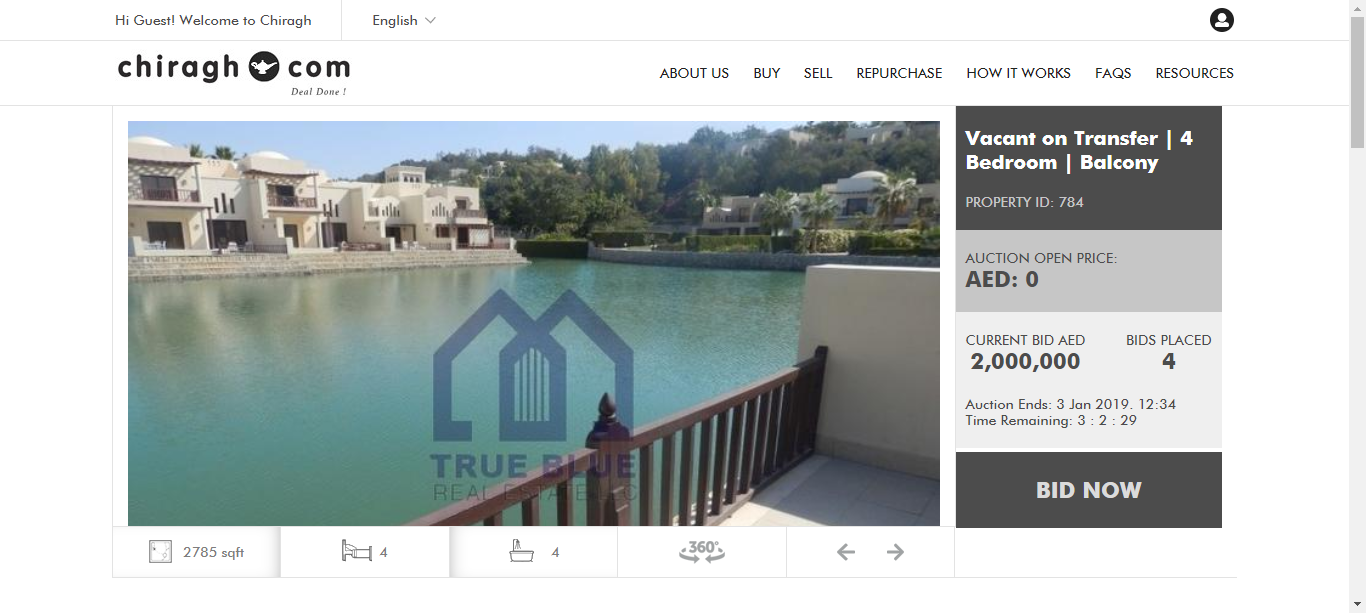 Hi Guest! Welcome to Chiragh
English
chiragh com
Deal Done !
ABOUT US
BUY
SELL
REPURCHASE
HOW IT WORKS
FAQS
RESOURCES
TRUE BLUE
REAL ESTATE LLC
2785 sqft
4
4
360°
Vacant on Transfer | 4
Bedroom | Balcony
PROPERTY ID: 784
AUCTION OPEN PRICE:
AED: 0
CURRENT BID AED
2,000,000
BIDS PLACED
4
Auction Ends: 3 Jan 2019. 12:34
Time Remaining: 3 : 2 : 29
BID NOW